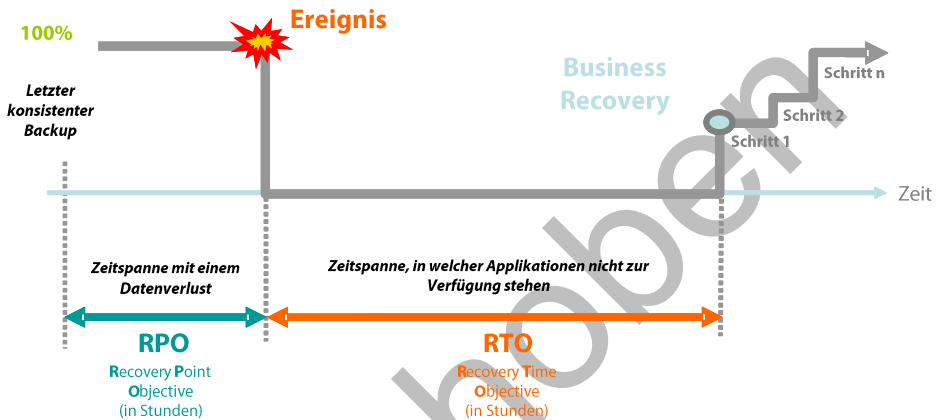 Ereignis
100%
Letzter
konsistenter
Backup
Business
Recovery
Schritt n
Schritt 2
Schritt 1
Zeit
Zeitspanne mit einem
Datenverlust
Zeitspanne, in welcher Applikationen nicht zur
Verfügung stehen
RPO
Recovery Point
Objective
(in Stunden)
RTO
Recovery Time
Objective
(in Stunden)
hoben